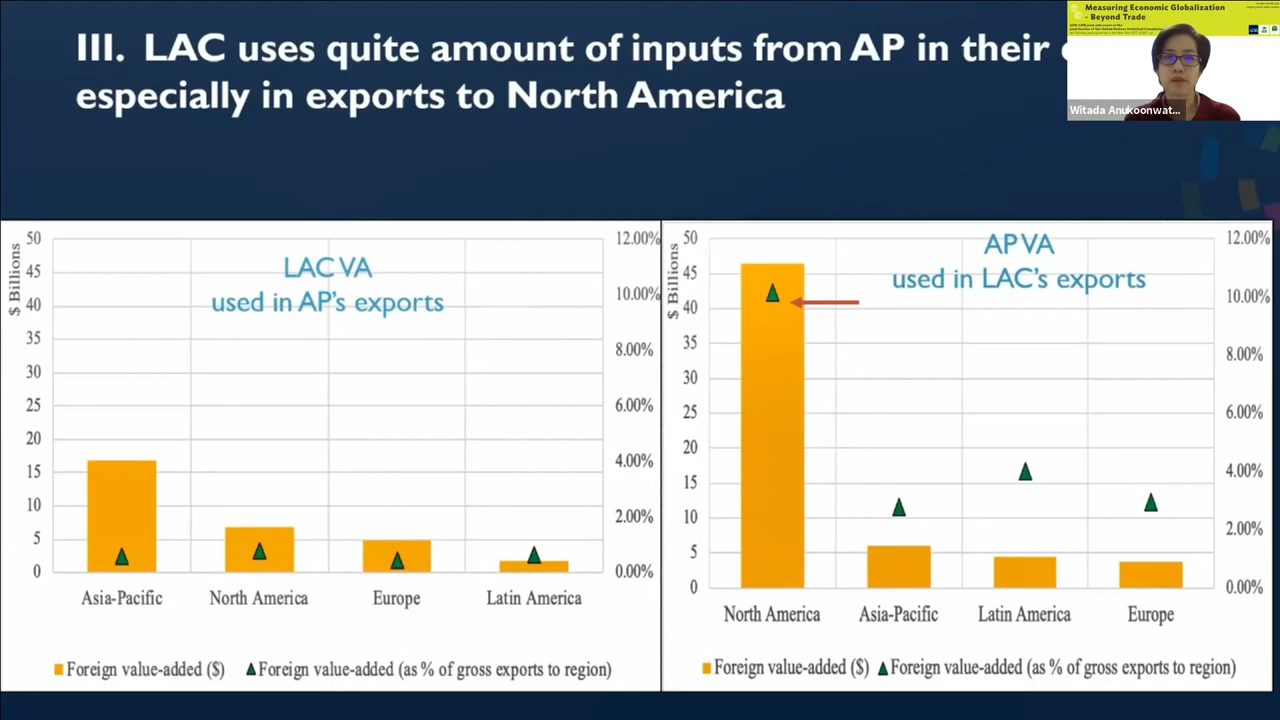 III. LAC uses quite amount of inputs from AP in their
especially in exports to North America
Measuring Economic Globalization
- Beyond Trade
Witada Anukoonwat...
$ Billions
50
45
40
35
30
25
20
15
10
5
0
LAC VA
used in AP's exports
12.00%
10.00%
8.00%
6.00%
4.00%
2.00%
0.00%
Asia-Pacific North America Europe Latin America
Foreign value-added ($) Foreign value-added (as % of gross exports to region)
$ Billions
50
45
40
35
30
25
20
15
10
5
0
AP VA
used in LAC's exports
12.00%
10.00%
8.00%
6.00%
4.00%
2.00%
0.00%
North America Asia-Pacific Latin America Europe
Foreign value-added ($) Foreign value-added (as % of gross exports to region)